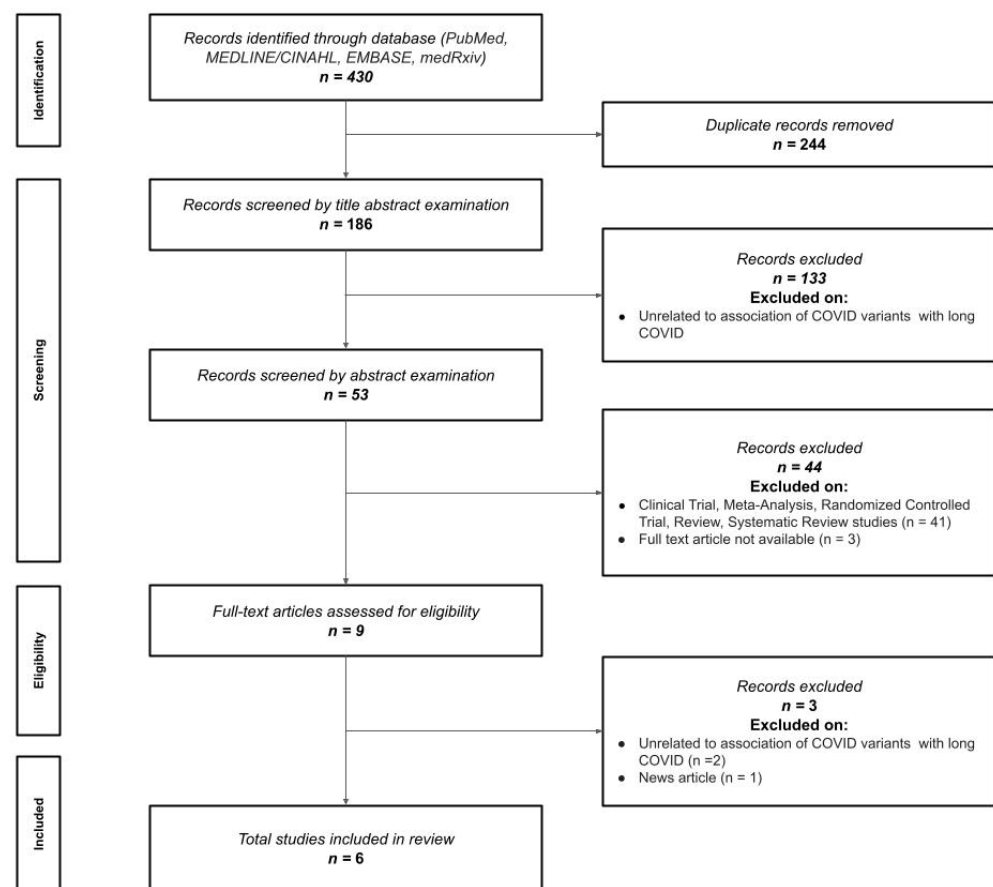 Identification
Records identified through database (PubMed,
MEDLINE/CINAHL, EMBASE, medRxiv)
n = 430
Duplicate records removed
n = 244
Screening
Records screened by title abstract examination
n = 186
Records excluded
n = 133
Excluded on:
● Unrelated to association of COVID variants with long
COVID
Records screened by abstract examination
n = 53
Records excluded
n = 44
Excluded on:
● Clinical Trial, Meta-Analysis, Randomized Controlled
Trial, Review, Systematic Review studies (n = 41)
● Full text article not available (n = 3)
Eligibility
Full-text articles assessed for eligibility
n = 9
Records excluded
n = 3
Excluded on:
● Unrelated to association of COVID variants with long
COVID (n =2)
● News article (n = 1)
Included
Total studies included in review
n = 6